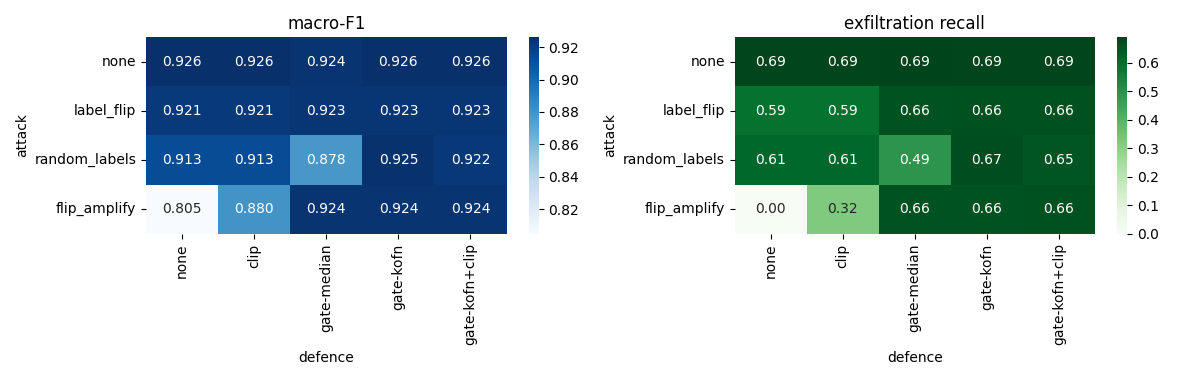 macro-F1
attack
none
label_flip
random_labels
flip_amplify
0.926 0.926 0.924 0.926 0.926
0.921 0.921 0.923 0.923 0.923
0.913 0.913 0.878 0.925 0.922
0.805 0.880 0.924 0.924 0.924
none
clip
gate-median
gate-kofn
gate-kofn+clip
defence
0.92
0.90
0.88
0.86
0.84
0.82
exfiltration recall
attack
none
label_flip
random_labels
flip_amplify
0.69 0.69 0.69 0.69 0.69
0.59 0.59 0.66 0.66 0.66
0.61 0.61 0.49 0.67 0.65
0.00 0.32 0.66 0.66 0.66
none
clip
gate-median
gate-kofn
gate-kofn+clip
defence
0.6
0.5
0.4
0.3
0.2
0.1
0.0